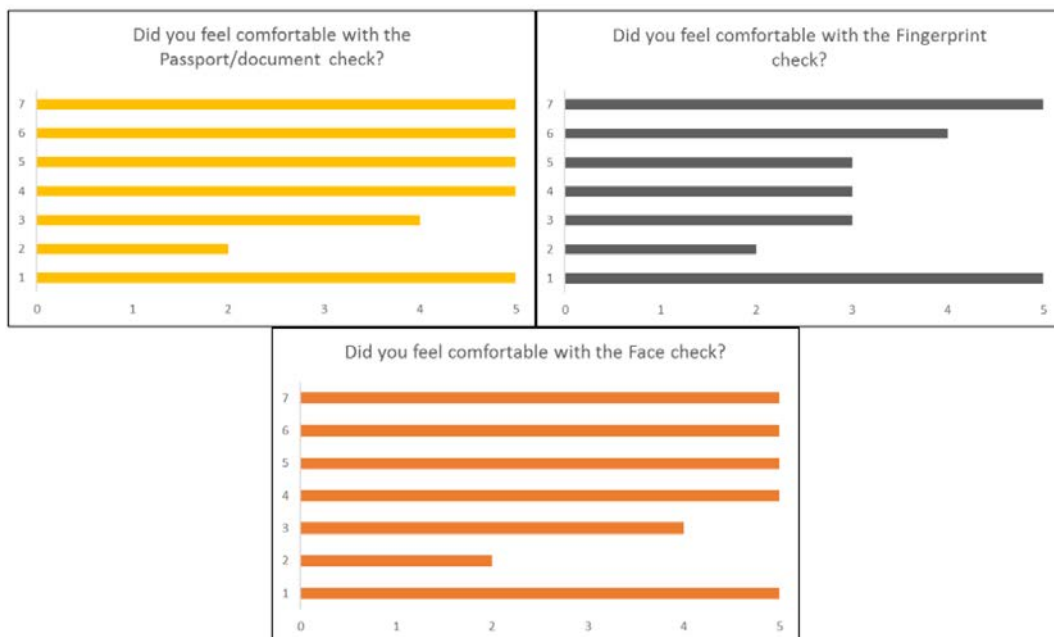 Did you feel comfortable with the
Passport/document check?
7
6
5
4
3
2
1
0 1 2 3 4 5
Did you feel comfortable with the Fingerprint
check?
7
6
5
4
3
2
1
0 1 2 3 4 5
Did you feel comfortable with the Face check?
7
6
5
4
3
2
1
0 1 2 3 4 5